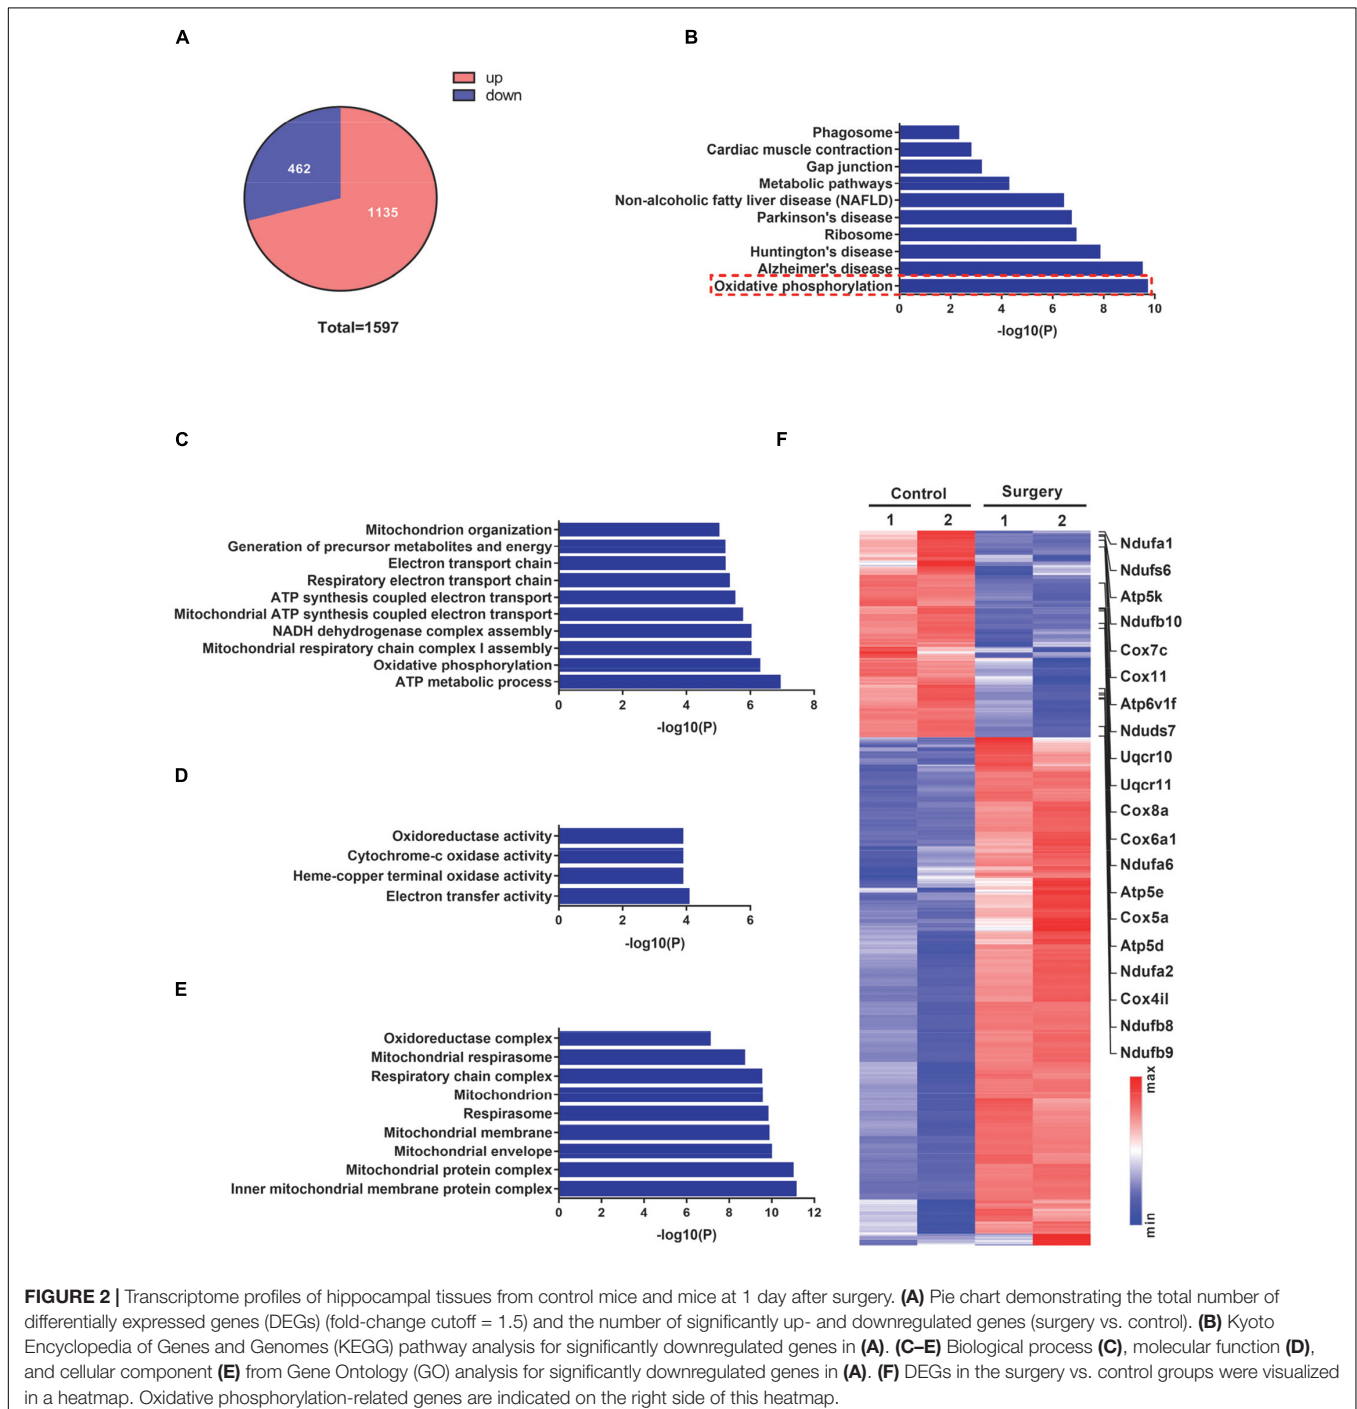 A
up
down
462
1135
Total=1597
B
Phagosome
Cardiac muscle contraction
Gap junction
Metabolic pathways
Non-alcoholic fatty liver disease (NAFLD)
Parkinson's disease
Ribosome
Huntington's disease
Alzheimer's disease
Oxidative phosphorylation
0 2 4 6 8 10
-log10(P)
C
Mitochondrion organization
Generation of precursor metabolites and energy
Electron transport chain
Respiratory electron transport chain
ATP synthesis coupled electron transport
Mitochondrial ATP synthesis coupled electron transport
NADH dehydrogenase complex assembly
Mitochondrial respiratory chain complex I assembly
Oxidative phosphorylation
ATP metabolic process
0 2 4 6 8
-log10(P)
D
Oxidoreductase activity
Cytochrome-c oxidase activity
Heme-copper terminal oxidase activity
Electron transfer activity
0 2 4 6
-log10(P)
E
Oxidoreductase complex
Mitochondrial respirasome
Respiratory chain complex
Mitochondrion
Respirasome
Mitochondrial membrane
Mitochondrial envelope
Mitochondrial protein complex
Inner mitochondrial membrane protein complex
0 2 4 6 8 10 12
-log10(P)
F
Control Surgery
1 2 1 2
Ndufa1
Ndufs6
Atp5k
Ndufb10
Cox7c
Cox11
Atp6v1f
Nduds7
Uqcr10
Uqcr11
Cox8a
Cox6a1
Ndufa6
Atp5e
Cox5a
Atp5d
Ndufa2
Cox4il
Ndufb8
Ndufb9
max
min
FIGURE 2 | Transcriptome profiles of hippocampal tissues from control mice and mice at 1 day after surgery. (A) Pie chart demonstrating the total number of
differentially expressed genes (DEGs) (fold-change cutoff = 1.5) and the number of significantly up- and downregulated genes (surgery vs. control). (B) Kyoto
Encyclopedia of Genes and Genomes (KEGG) pathway analysis for significantly downregulated genes in (A). (C–E) Biological process (C), molecular function (D),
and cellular component (E) from Gene Ontology (GO) analysis for significantly downregulated genes in (A). (F) DEGs in the surgery vs. control groups were visualized
in a heatmap. Oxidative phosphorylation-related genes are indicated on the right side of this heatmap.